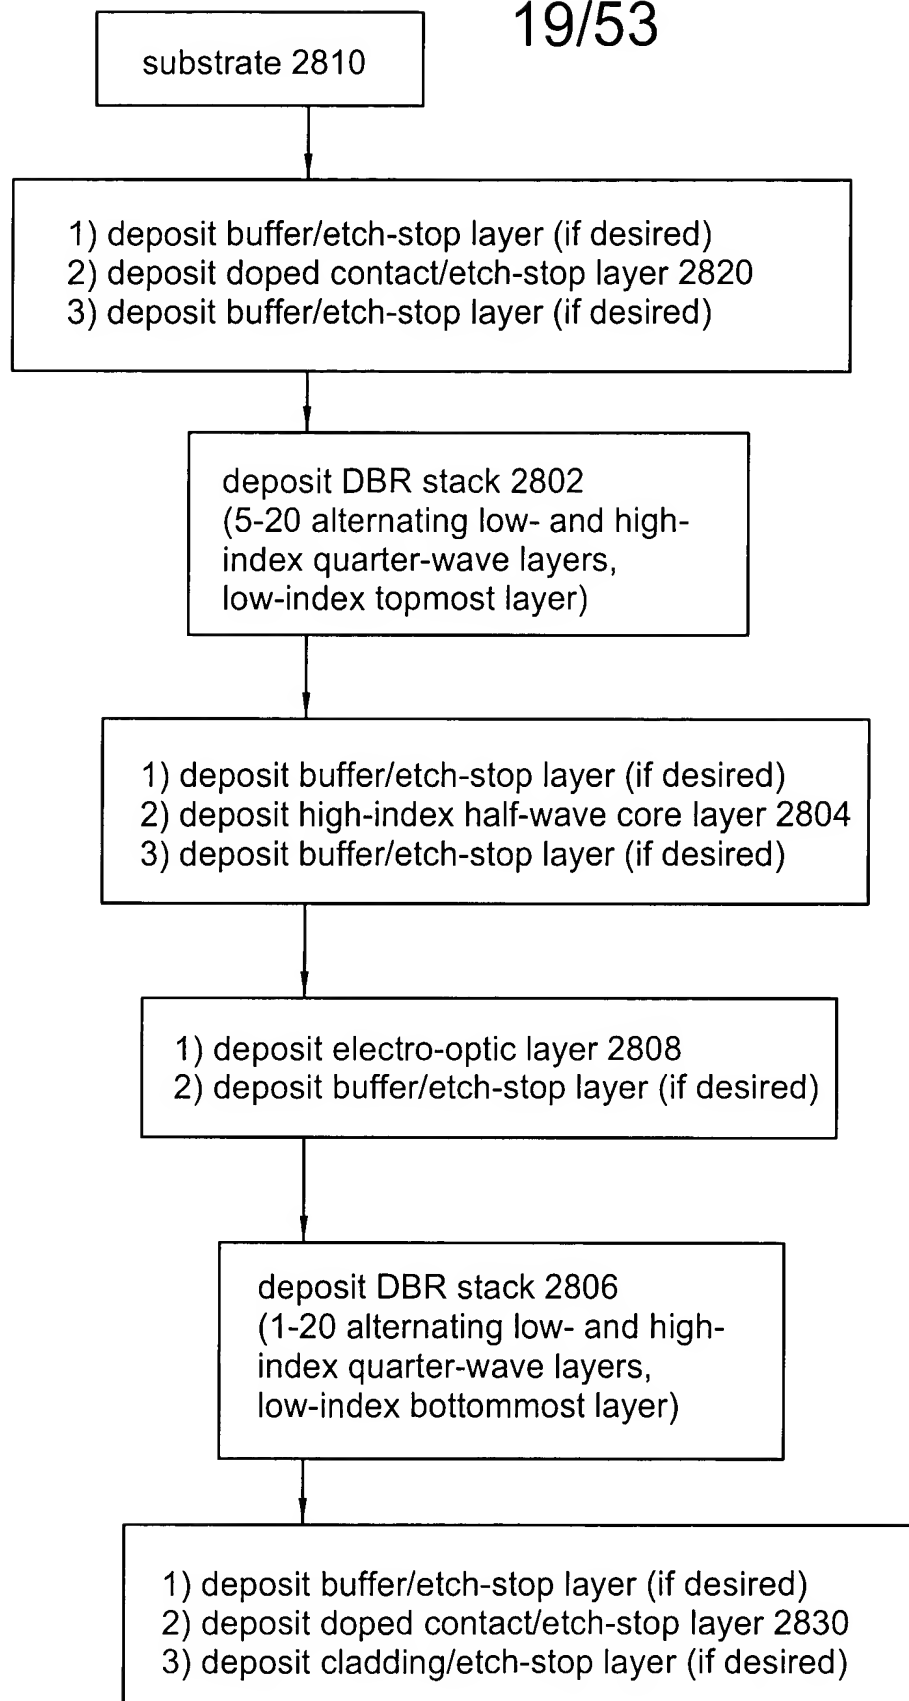 19/53
substrate 2810
1) deposit buffer/etch-stop layer (if desired)
2) deposit doped contact/etch-stop layer 2820
3) deposit buffer/etch-stop layer (if desired)
deposit DBR stack 2802
(5-20 alternating low- and high-
index quarter-wave layers,
low-index topmost layer)
1) deposit buffer/etch-stop layer (if desired)
2) deposit high-index half-wave core layer 2804
3) deposit buffer/etch-stop layer (if desired)
1) deposit electro-optic layer 2808
2) deposit buffer/etch-stop layer (if desired)
deposit DBR stack 2806
(1-20 alternating low- and high-
index quarter-wave layers,
low-index bottommost layer)
1) deposit buffer/etch-stop layer (if desired)
2) deposit doped contact/etch-stop layer 2830
3) deposit cladding/etch-stop layer (if desired)